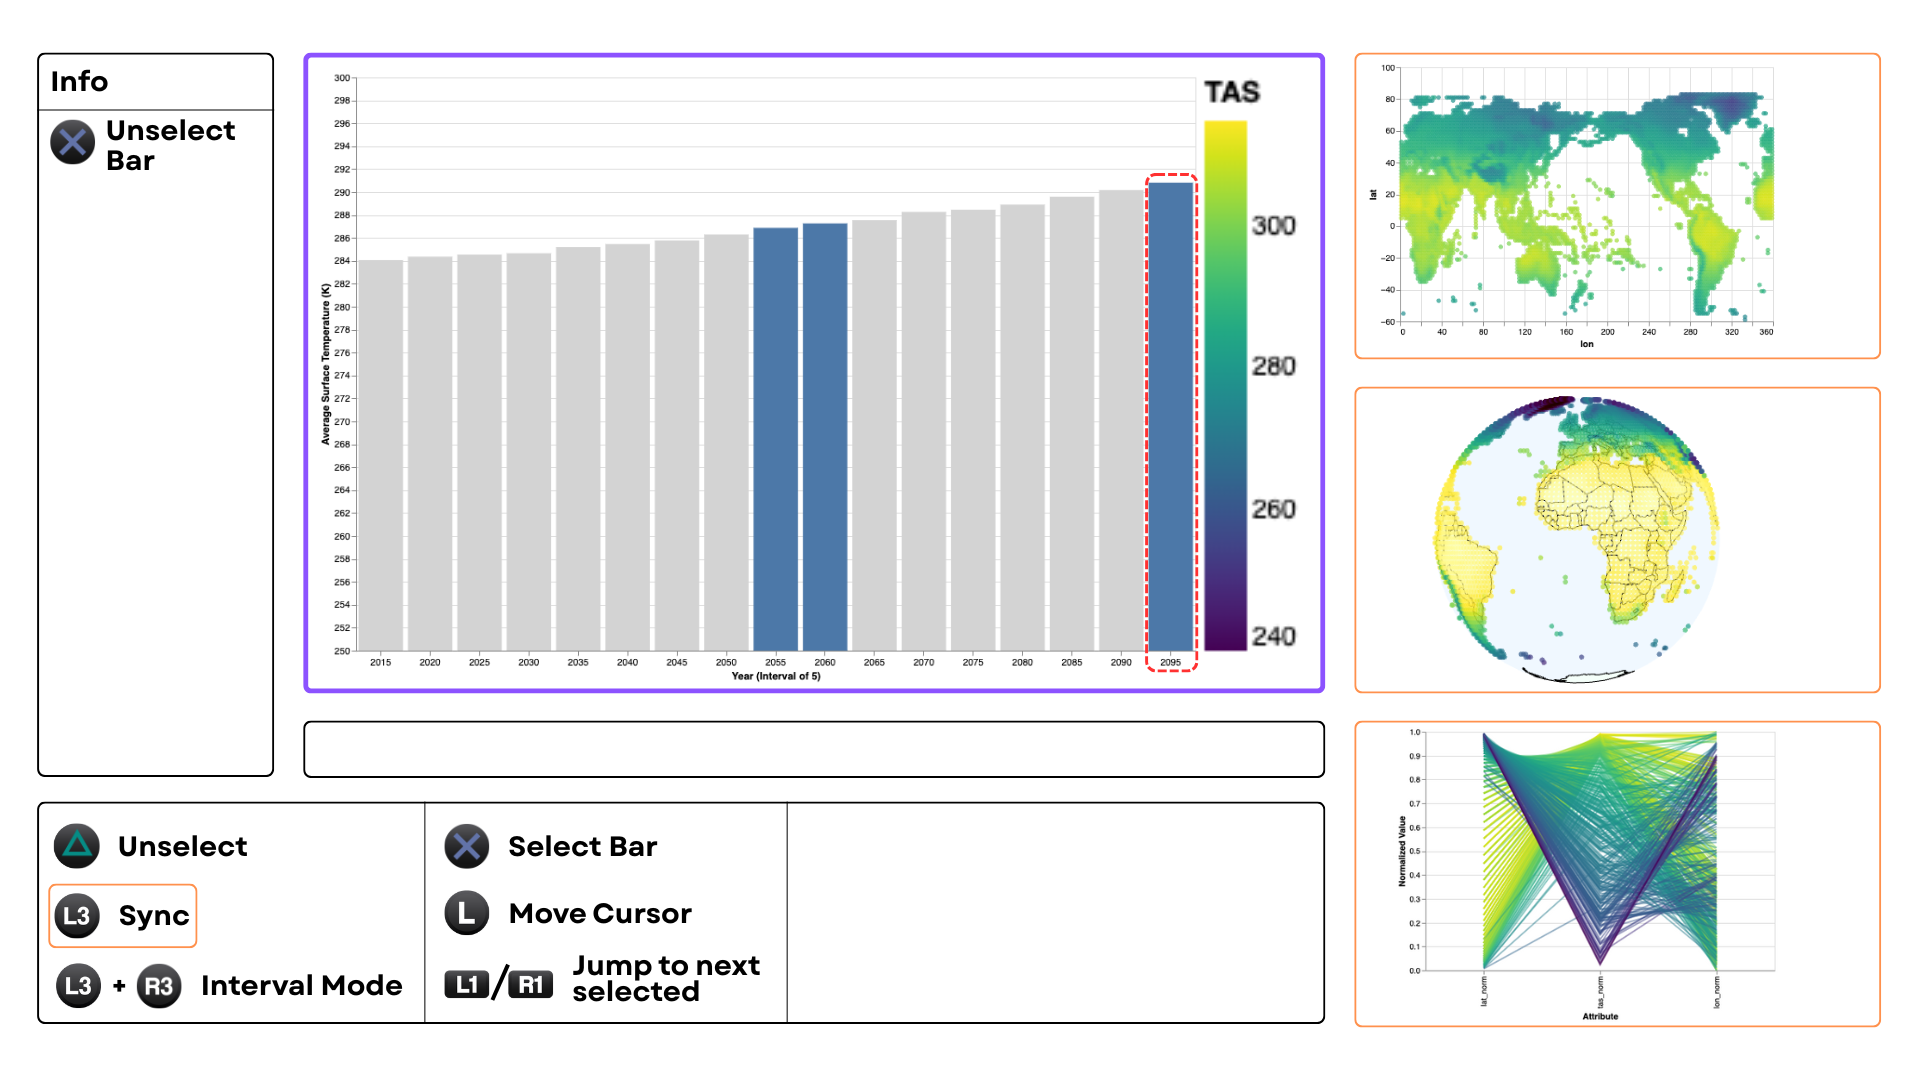 Info
Unselect
Bar
300
298
296
294
292
290
288
286
284
282
280
278
276
274
272
270
268
266
264
262
260
258
256
254
252
250
Average Surface Temperature (K)
2015 2020 2025 2030 2035 2040 2045 2050 2055 2060 2065 2070 2075 2080 2085 2090 2095
Year (Interval of 5)
TAS
300
280
260
240
100
80
60
40
20
0
−20
−40
−60
lat
0 40 80 120 160 200 240 280 320 360
lon
1.0
0.9
0.8
0.7
0.6
0.5
0.4
0.3
0.2
0.1
0.0
Normalized Value
lat_norm
tas_norm
lon_norm
Attribute
Unselect
L3 Sync
L3 + R3 Interval Mode
Select Bar
L Move Cursor
L1/R1 Jump to next
selected